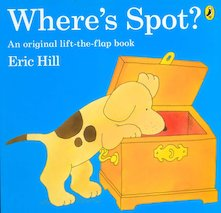 Where's Spot?
An original lift-the-flap book
Eric Hill